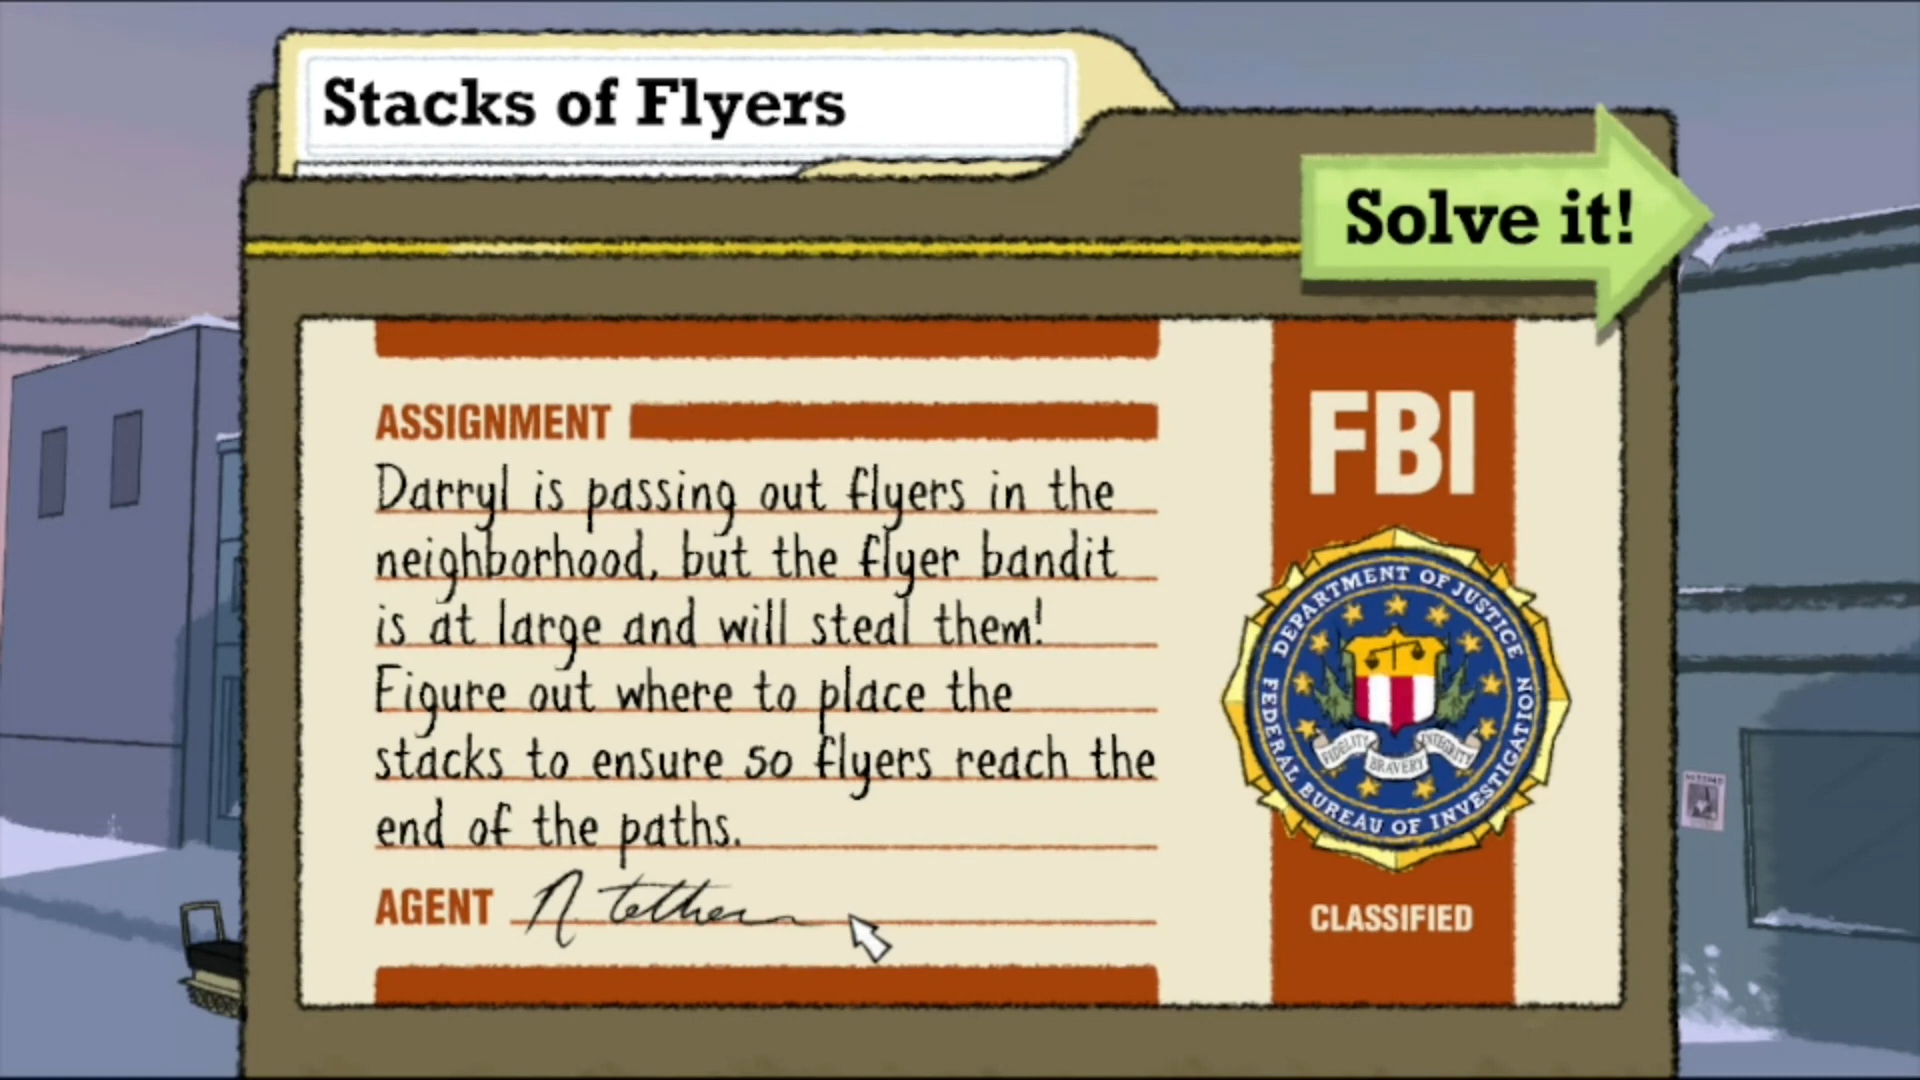 Stacks of Flyers
Solve it!
ASSIGNMENT
Darryl is passing out flyers in the
neighborhood, but the flyer bandit
is at large and will steal them!
Figure out where to place the
stacks to ensure 50 flyers reach the
end of the paths.
AGENT N. Tethers
FBI
DEPARTMENT OF JUSTICE
FEDERAL BUREAU OF INVESTIGATION
FIDELITY
BRAVERY
INTEGRITY
CLASSIFIED